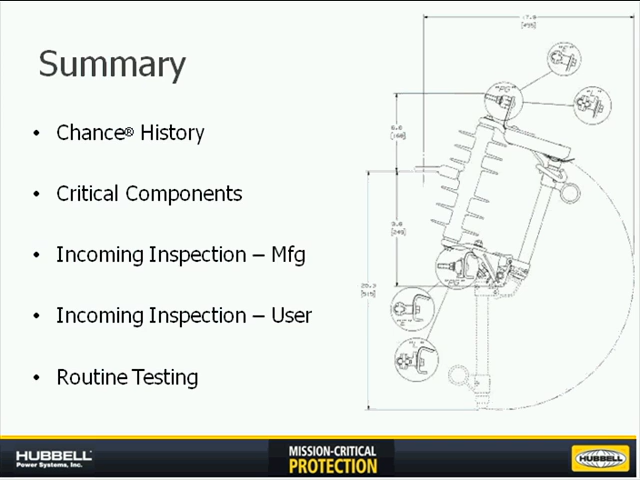 Summary
• Chance® History
• Critical Components
• Incoming Inspection – Mfg
• Incoming Inspection – User
• Routine Testing
HUBBELL
Power Systems, Inc.
MISSION-CRITICAL
PROTECTION
HUBBELL